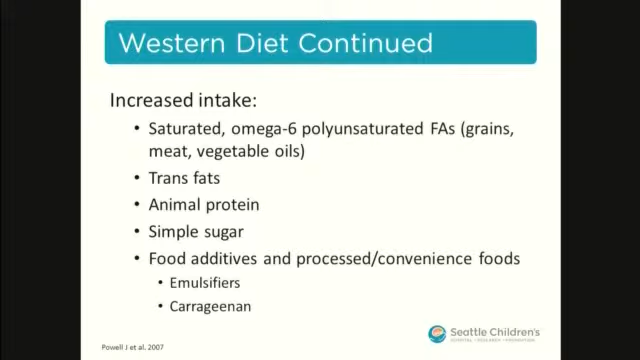 Western Diet Continued
Increased intake:
• Saturated, omega-6 polyunsaturated FAs (grains,
meat, vegetable oils)
• Trans fats
• Animal protein
• Simple sugar
• Food additives and processed/convenience foods
• Emulsifiers
• Carrageenan
Powell J et al, 2007
Seattle Children's
HOSPITAL • RESEARCH • FOUNDATION